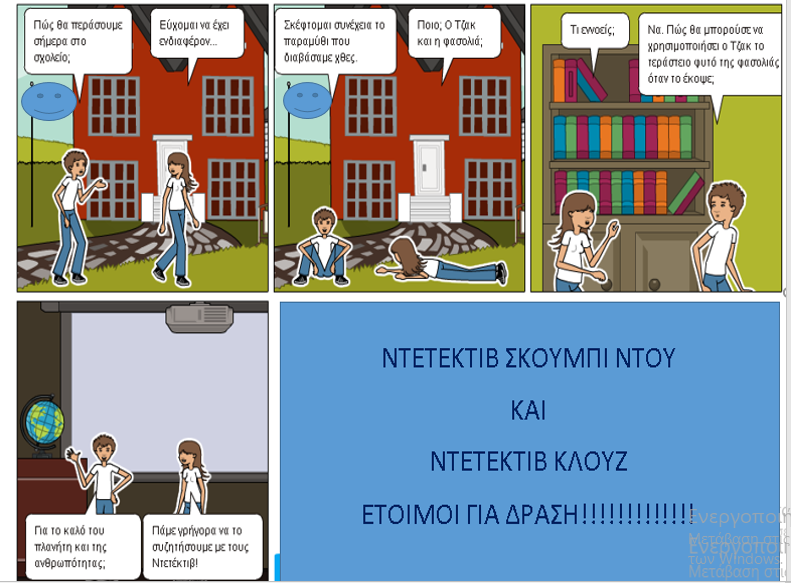 Πώς θα περάσουμε
σήμερα στο
σχολείο;
Εύχομαι να έχει
ενδιαφέρον...
Σκέφτομαι συνέχεια το
παραμύθι που
διαβάσαμε χθες.
Ποιο; Ο Τζακ
και η φασολιά;
Τι εννοείς;
Να. Πώς θα μπορούσε να
χρησιμοποιήσει ο Τζακ το
τεράστειο φυτό της φασολιάς
όταν το έκοψε;
Για το καλό του
πλανήτη και της
ανθρωπότητας;
Πάμε γρήγορα να το
συζητήσουμε με τους
Ντετέκτιβ!
ΝΤΕΤΕΚΤΙΒ ΣΚΟΥΜΠΙ ΝΤΟΥ
ΚΑΙ
ΝΤΕΤΕΚΤΙΒ ΚΛΟΥΖ
ΕΤΟΙΜΟΙ ΓΙΑ ΔΡΑΣΗ!!!!!!!!!!!!!
Μετάβαση στις
των Windows.
Μετάβαση στις